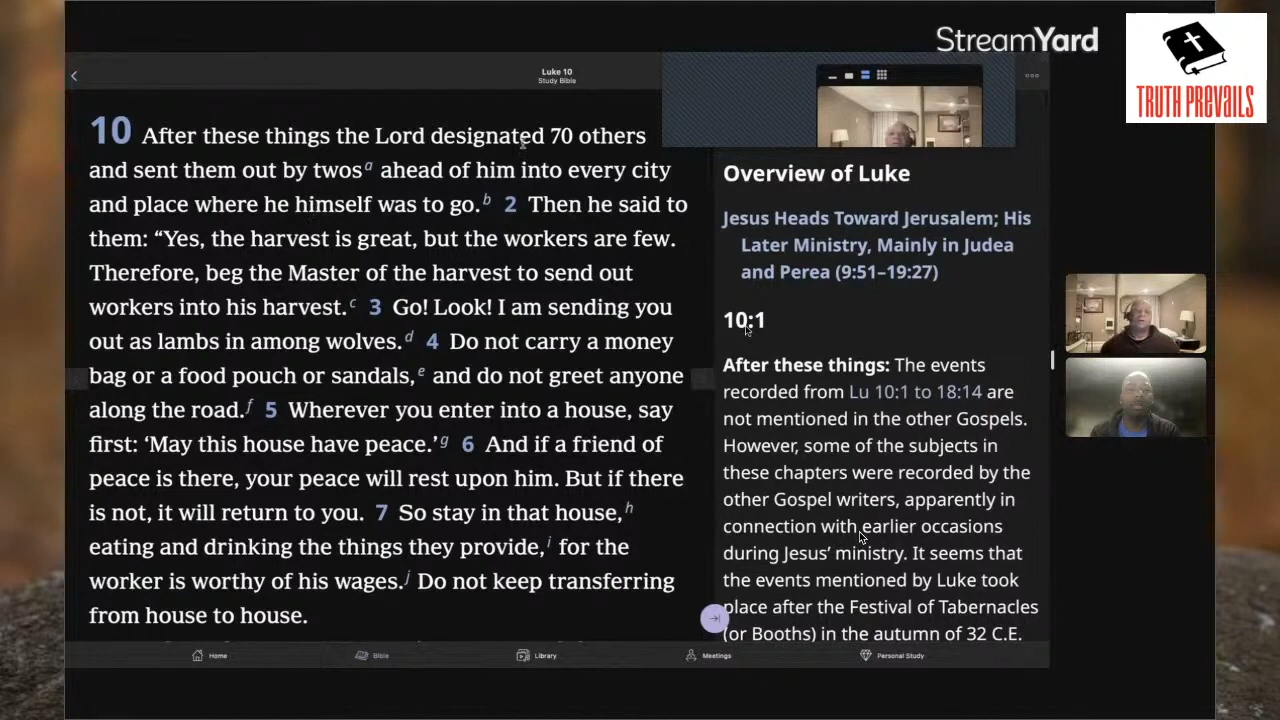 StreamYard
TRUTH PREVAILS
Luke 10
Study Bible
10 After these things the Lord designated 70 others
and sent them out by twosa ahead of him into every city
and place where he himself was to go.b 2 Then he said to
them: “Yes, the harvest is great, but the workers are few.
Therefore, beg the Master of the harvest to send out
workers into his harvest.c 3 Go! Look! I am sending you
out as lambs in among wolves.d 4 Do not carry a money
bag or a food pouch or sandals,e and do not greet anyone
along the road.f 5 Wherever you enter into a house, say
first: ‘May this house have peace.’g 6 And if a friend of
peace is there, your peace will rest upon him. But if there
is not, it will return to you. 7 So stay in that house,h
eating and drinking the things they provide,i for the
worker is worthy of his wages.j Do not keep transferring
from house to house.
Overview of Luke
Jesus Heads Toward Jerusalem; His
Later Ministry, Mainly in Judea
and Perea (9:51–19:27)
10:1
After these things: The events
recorded from Lu 10:1 to 18:14 are
not mentioned in the other Gospels.
However, some of the subjects in
these chapters were recorded by the
other Gospel writers, apparently in
connection with earlier occasions
during Jesus’ ministry. It seems that
the events mentioned by Luke took
place after the Festival of Tabernacles
(or Booths) in the autumn of 32 C.E.
Home
Bible
Library
Meetings
Personal Study